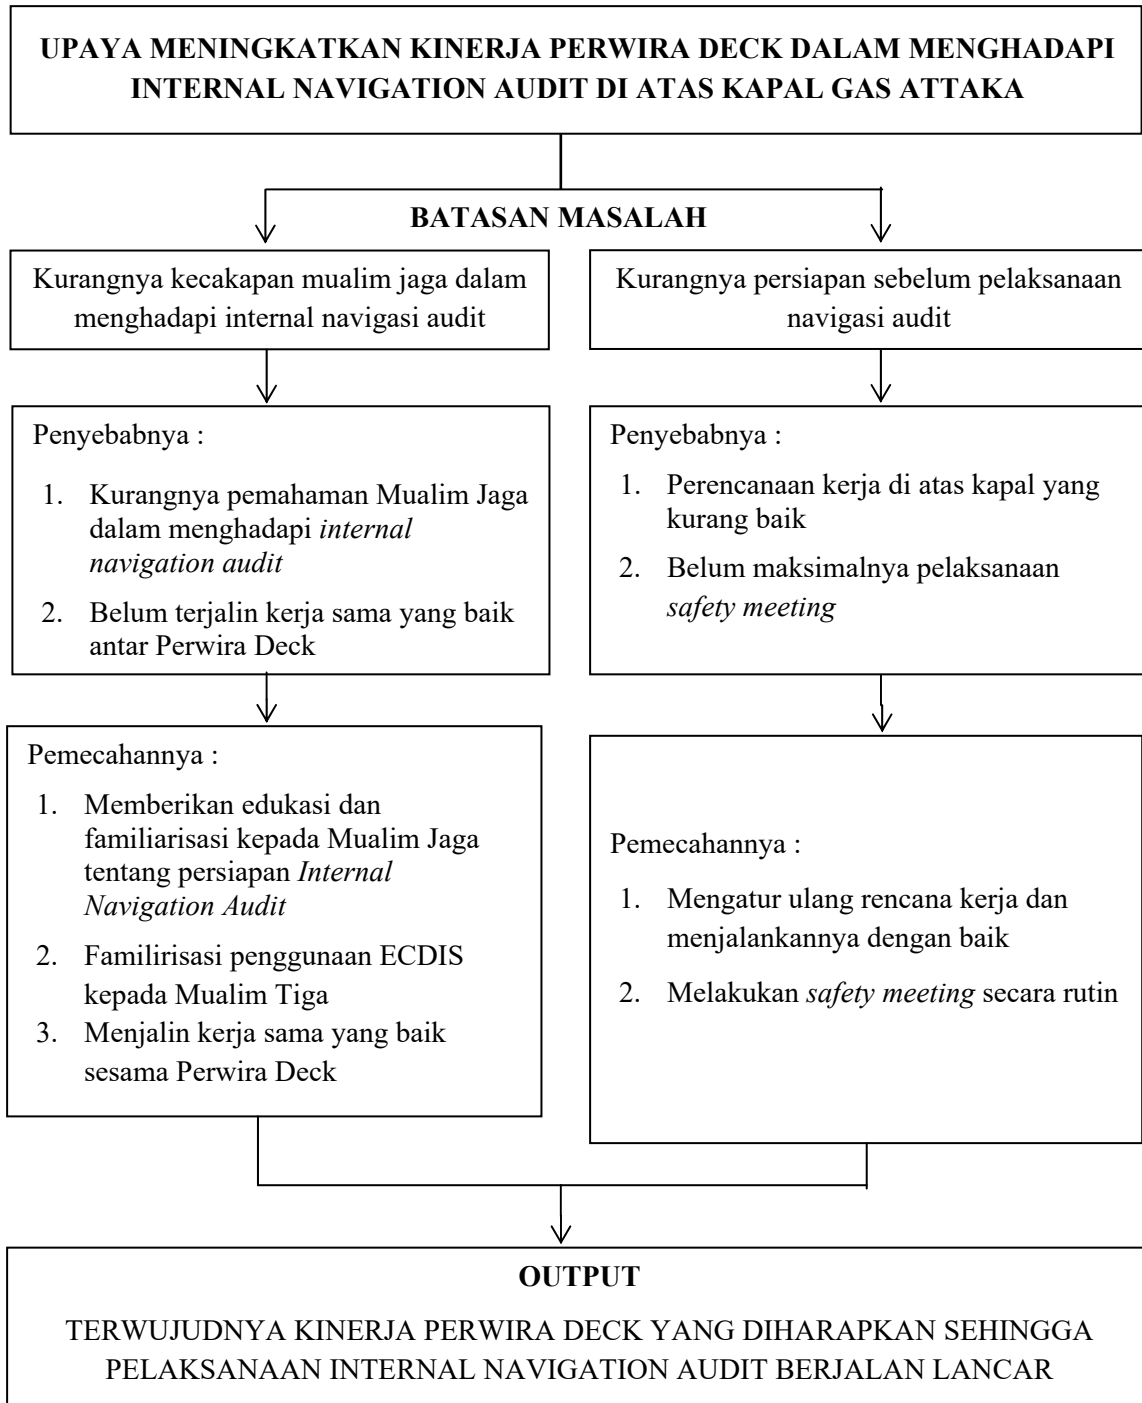 UPAYA MENINGKATKAN KINERJA PERWIRA DECK DALAM MENGHADAPI
INTERNAL NAVIGATION AUDIT DI ATAS KAPAL GAS ATTAKA
BATASAN MASALAH
Kurangnya kecakapan mualim jaga dalam
menghadapi internal navigasi audit
Kurangnya persiapan sebelum pelaksanaan
navigasi audit
Penyebabnya :
1. Kurangnya pemahaman Mualim Jaga
dalam menghadapi internal
navigation audit
2. Belum terjalin kerja sama yang baik
antar Perwira Deck
Penyebabnya :
1. Perencanaan kerja di atas kapal yang
kurang baik
2. Belum maksimalnya pelaksanaan
safety meeting
Pemecahannya :
1. Memberikan edukasi dan
familiarisasi kepada Mualim Jaga
tentang persiapan Internal
Navigation Audit
2. Familirisasi penggunaan ECDIS
kepada Mualim Tiga
3. Menjalin kerja sama yang baik
sesama Perwira Deck
Pemecahannya :
1. Mengatur ulang rencana kerja dan
menjalankannya dengan baik
2. Melakukan safety meeting secara rutin
OUTPUT
TERWUJUDNYA KINERJA PERWIRA DECK YANG DIHARAPKAN SEHINGGA
PELAKSANAAN INTERNAL NAVIGATION AUDIT BERJALAN LANCAR